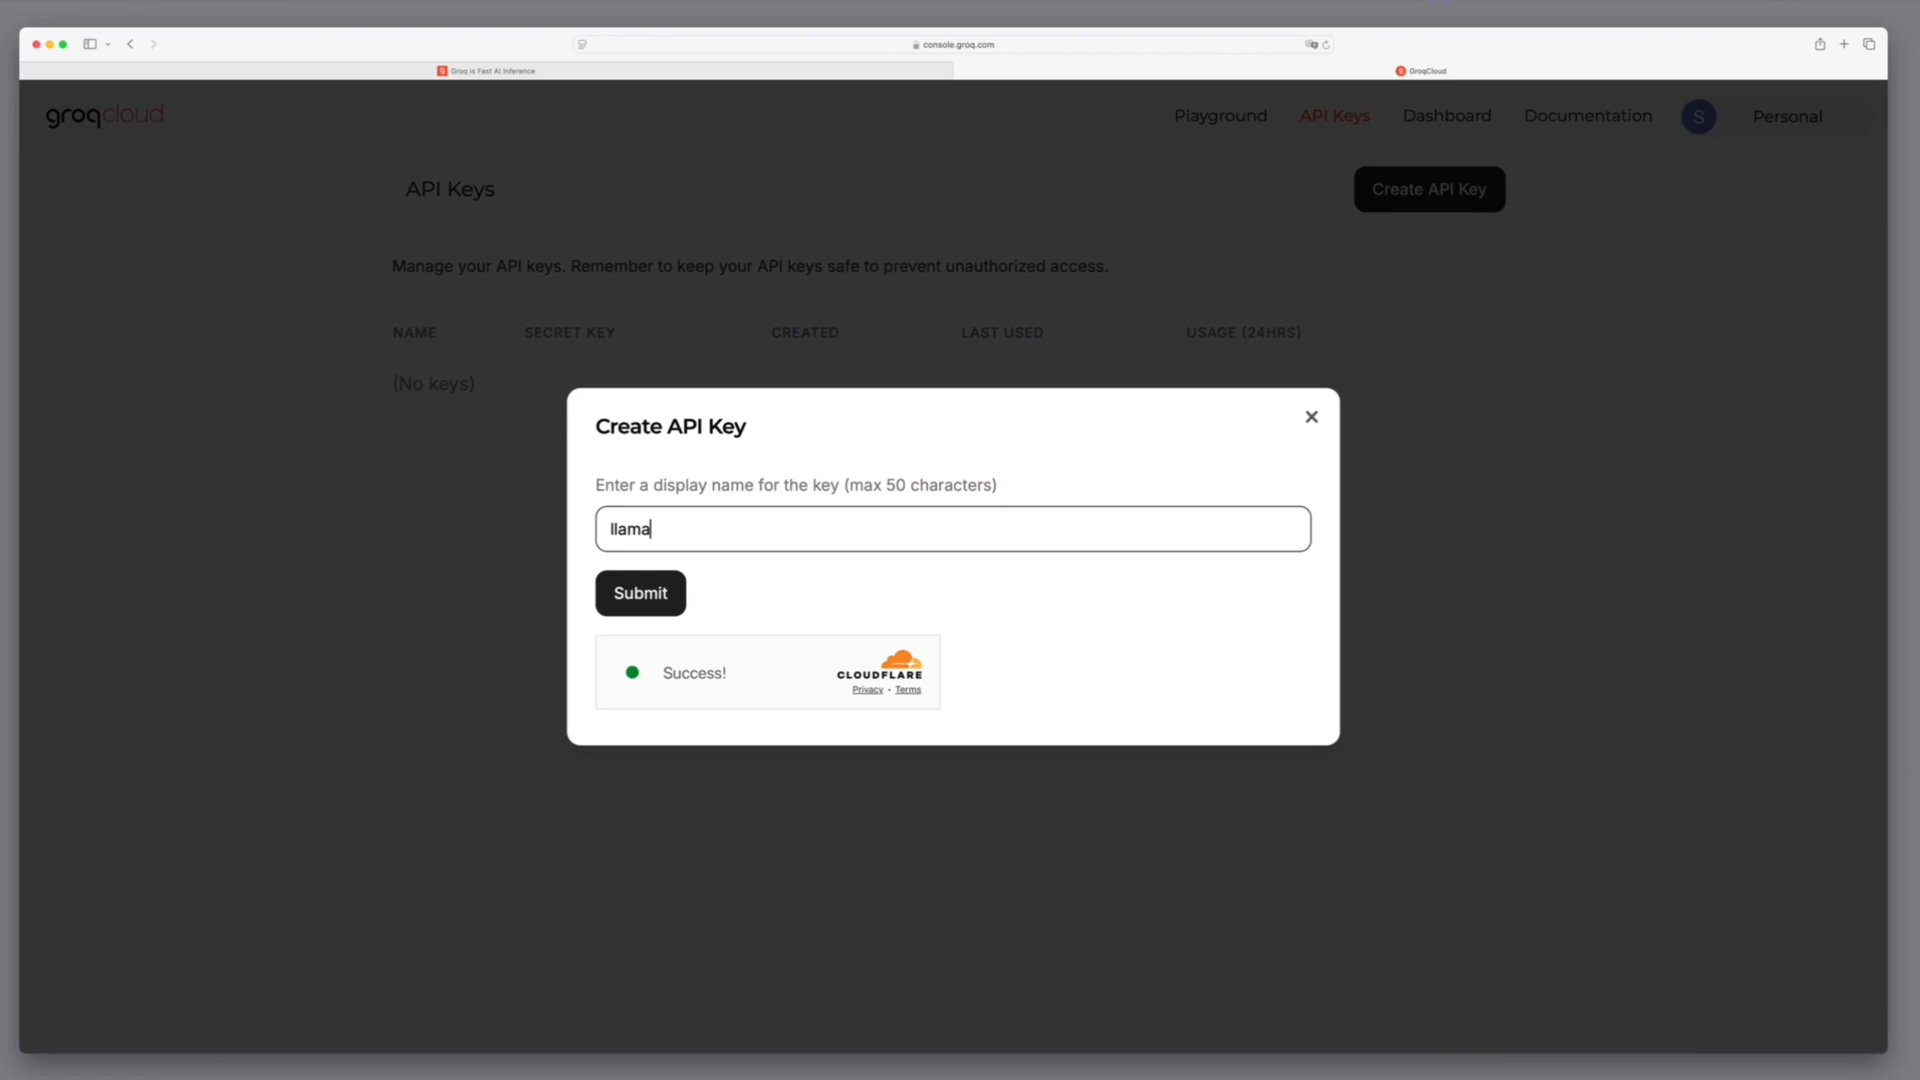 console.groq.com
Groq is Fast AI Inference
GroqCloud
groqcloud
Playground
API Keys
Dashboard
Documentation
S
Personal
API Keys
Create API Key
Manage your API keys. Remember to keep your API keys safe to prevent unauthorized access.
NAME SECRET KEY CREATED LAST USED USAGE (24HRS)
(No keys)
Create API Key
Enter a display name for the key (max 50 characters)
llama
Submit
Success!
CLOUDFLARE
Privacy • Terms